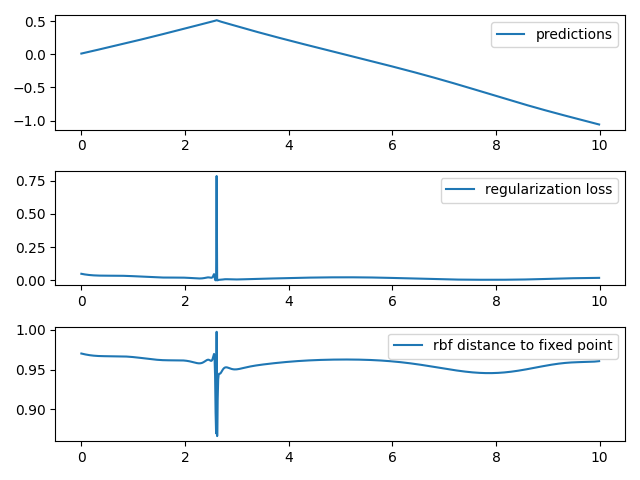 0.5
0.0
−0.5
−1.0
predictions
0 2 4 6 8 10
0.75
0.50
0.25
0.00
regularization loss
0 2 4 6 8 10
1.00
0.95
0.90
rbf distance to fixed point
0 2 4 6 8 10